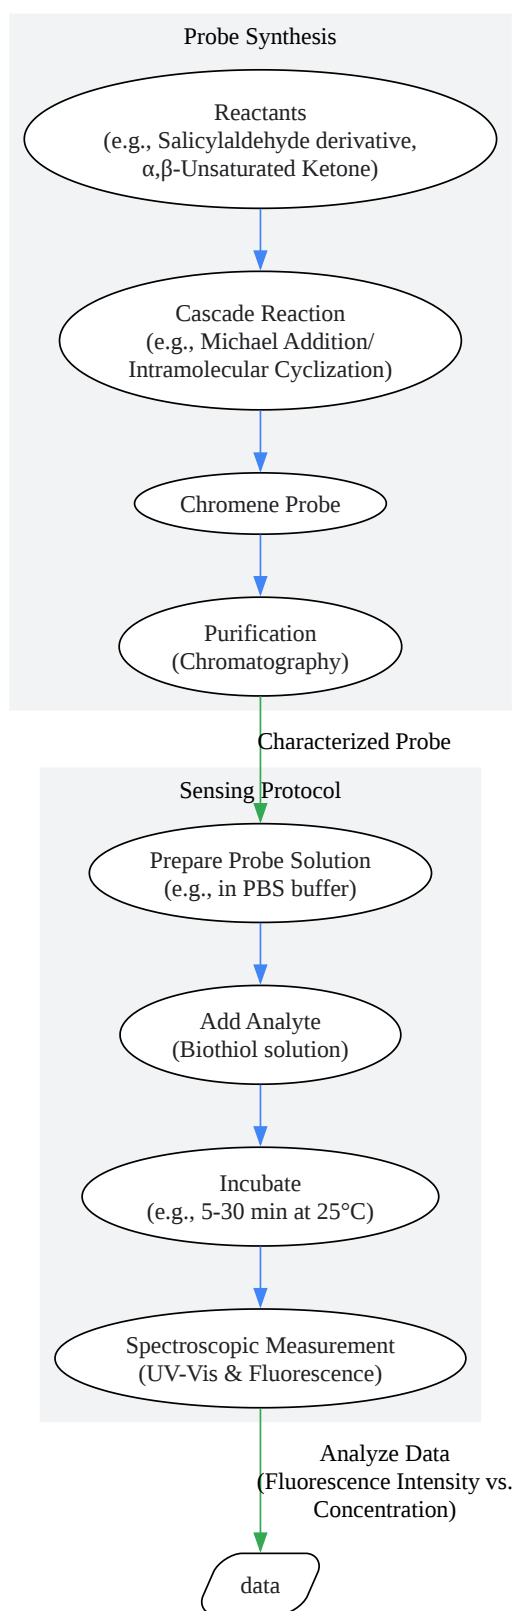 Probe Synthesis
Reactants
(e.g., Salicylaldehyde derivative,
α,β-Unsaturated Ketone)
Cascade Reaction
(e.g., Michael Addition/
Intramolecular Cyclization)
Chromene Probe
Purification
(Chromatography)
Characterized Probe
Sensing Protocol
Prepare Probe Solution
(e.g., in PBS buffer)
Add Analyte
(Biothiol solution)
Incubate
(e.g., 5-30 min at 25°C)
Spectroscopic Measurement
(UV-Vis & Fluorescence)
Analyze Data
(Fluorescence Intensity vs.
Concentration)
data